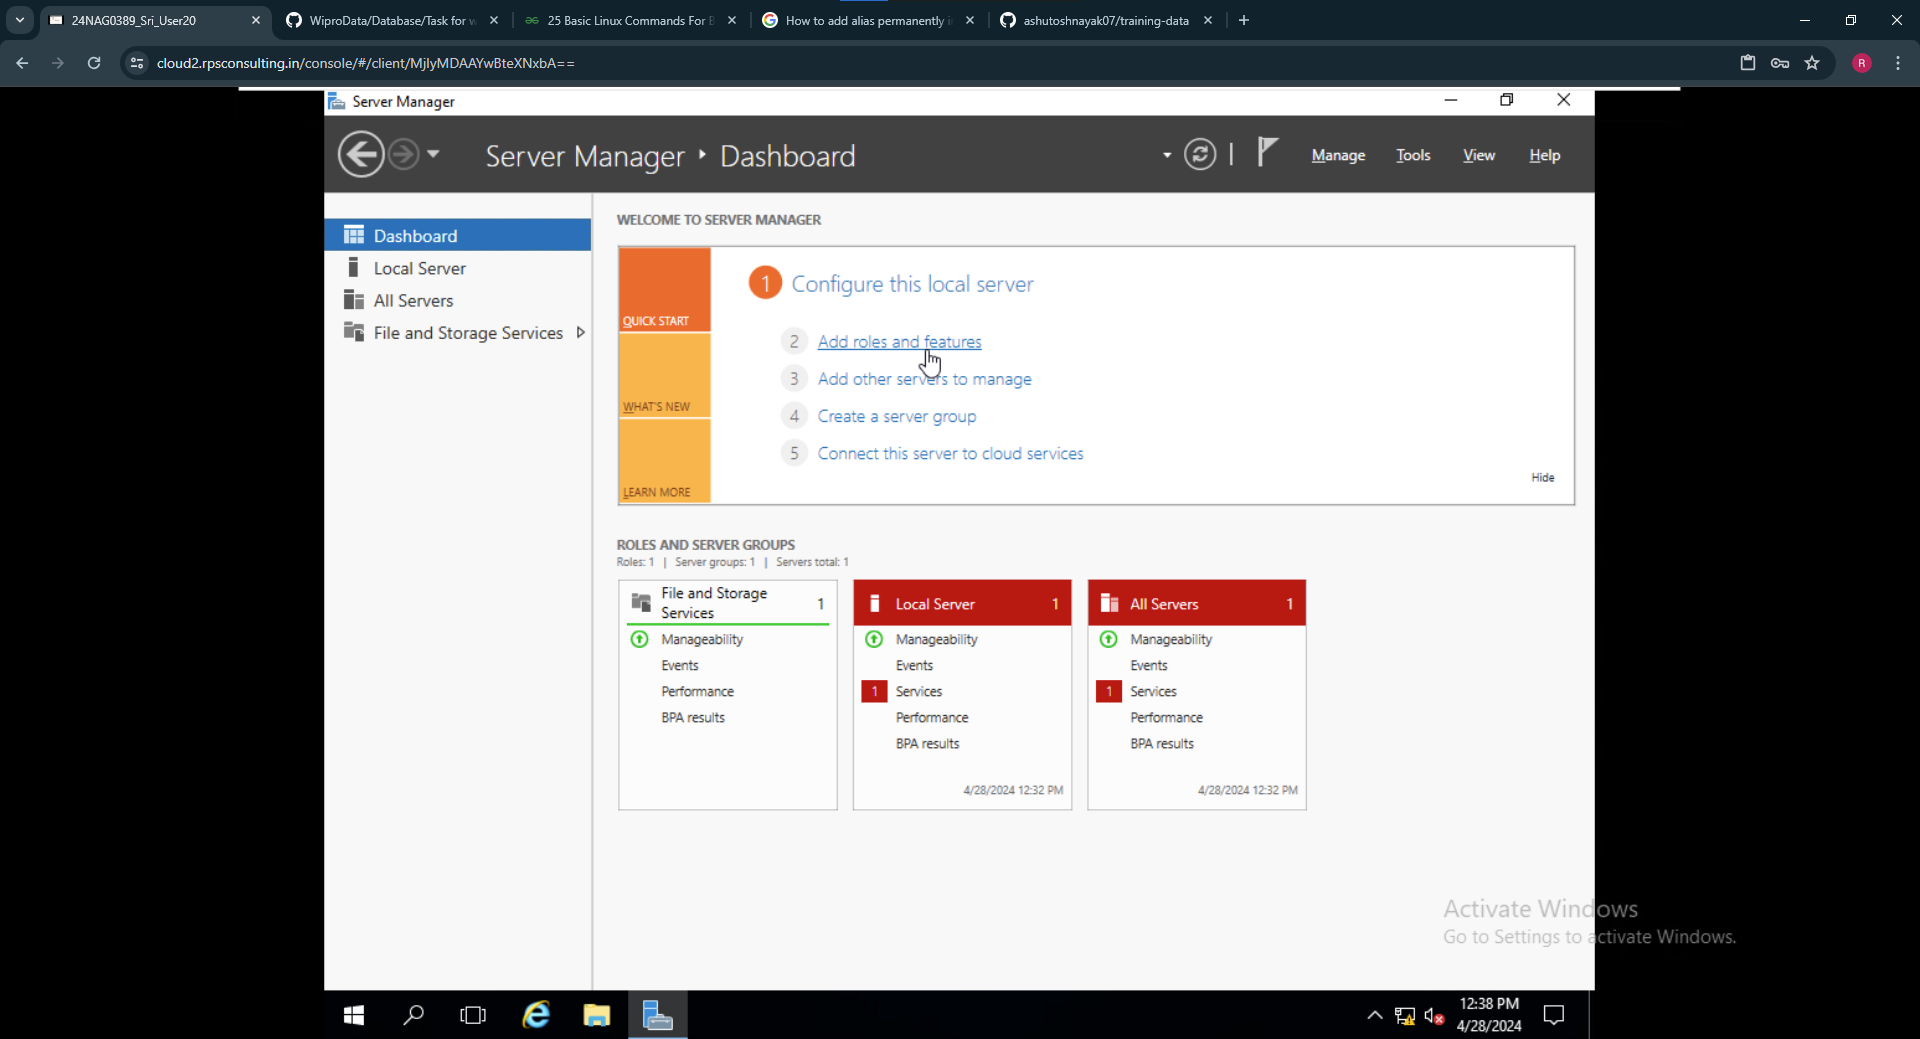 24NAG0389_Sri_User20
WiproData/Database/Task for w
25 Basic Linux Commands For B
How to add alias permanently i
ashutoshnayak07/training-data
cloud2.rpsconsulting.in/console/#/client/MjIyMDAAYwBteXNxbA==
R
Server Manager
Server Manager
Dashboard
Manage
Tools
View
Help
Dashboard
Local Server
All Servers
File and Storage Services
WELCOME TO SERVER MANAGER
QUICK START
WHAT'S NEW
LEARN MORE
1 Configure this local server
2 Add roles and features
3 Add other servers to manage
4 Create a server group
5 Connect this server to cloud services
Hide
ROLES AND SERVER GROUPS
Roles: 1 | Server groups: 1 | Servers total: 1
File and Storage
Services
1
Manageability
Events
Performance
BPA results
Local Server 1
Manageability
Events
1 Services
Performance
BPA results
4/28/2024 12:32 PM
All Servers 1
Manageability
Events
1 Services
Performance
BPA results
4/28/2024 12:32 PM
Activate Windows
Go to Settings to activate Windows.
12:38 PM
4/28/2024